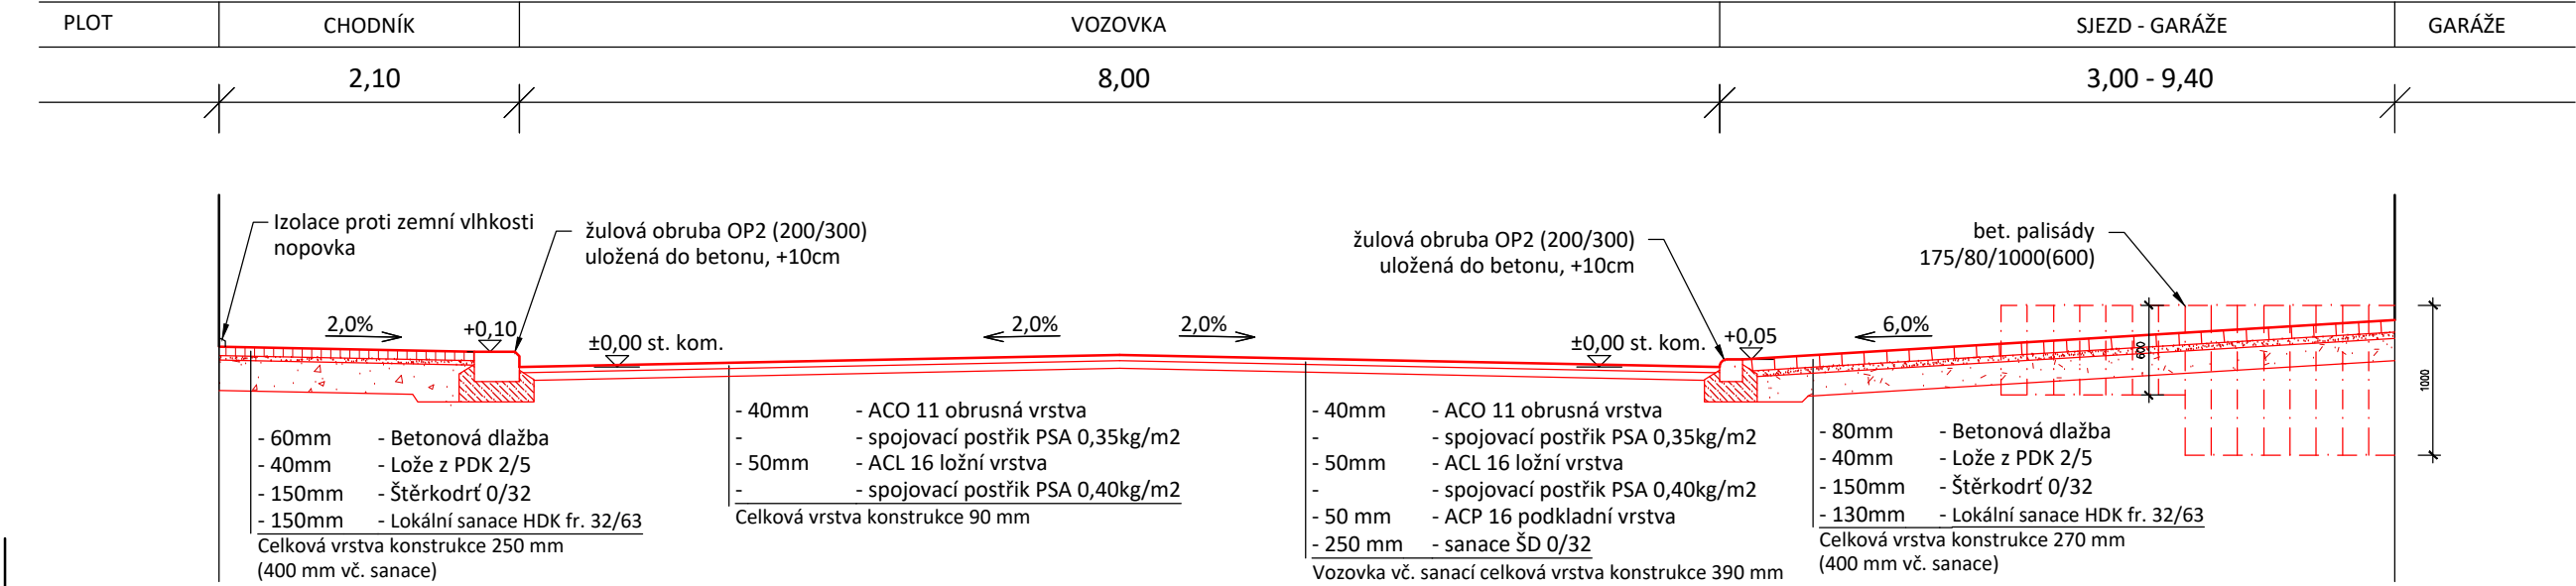 PLOT
CHODNÍK
VOZOVKA
SJEZD - GARÁŽE
GARÁŽE
2,10
8,00
3,00 - 9,40
Izolace proti zemní vlhkosti
nopovka
žulová obruba OP2 (200/300)
uložená do betonu, +10cm
žulová obruba OP2 (200/300)
uložená do betonu, +10cm
bet. palisády
175/80/1000(600)
2,0%
+0,10
±0,00 st. kom.
2,0%
2,0%
±0,00 st. kom.
+0,05
6,0%
600
1000
- 60mm - Betonová dlažba
- 40mm - Lože z PDK 2/5
- 150mm - Štěrkodrť 0/32
- 150mm - Lokální sanace HDK fr. 32/63
Celková vrstva konstrukce 250 mm
(400 mm vč. sanace)
- 40mm - ACO 11 obrusná vrstva
- - spojovací postřik PSA 0,35kg/m2
- 50mm - ACL 16 ložní vrstva
- - spojovací postřik PSA 0,40kg/m2
Celková vrstva konstrukce 90 mm
- 40mm - ACO 11 obrusná vrstva
- - spojovací postřik PSA 0,35kg/m2
- 50mm - ACL 16 ložní vrstva
- - spojovací postřik PSA 0,40kg/m2
- 50 mm - ACP 16 podkladní vrstva
- 250 mm - sanace ŠD 0/32
Vozovka vč. sanací celková vrstva konstrukce 390 mm
- 80mm - Betonová dlažba
- 40mm - Lože z PDK 2/5
- 150mm - Štěrkodrť 0/32
- 130mm - Lokální sanace HDK fr. 32/63
Celková vrstva konstrukce 270 mm
(400 mm vč. sanace)